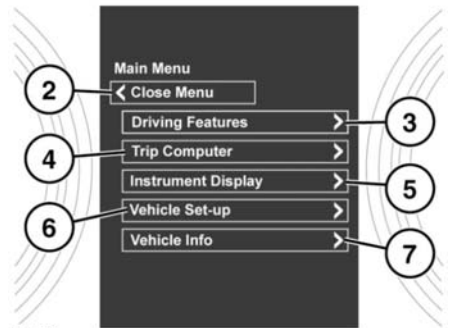 Main Menu
2 Close Menu
Driving Features 3
4 Trip Computer
Instrument Display 5
6 Vehicle Set-up
Vehicle Info 7